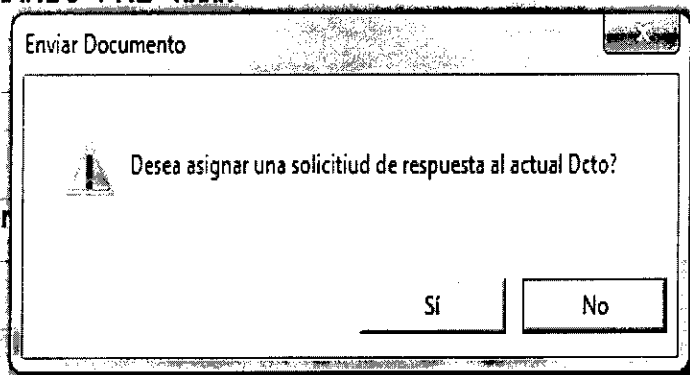 Enviar Documento
Desea asignar una solicitiud de respuesta al actual Dcto?
Sí
No